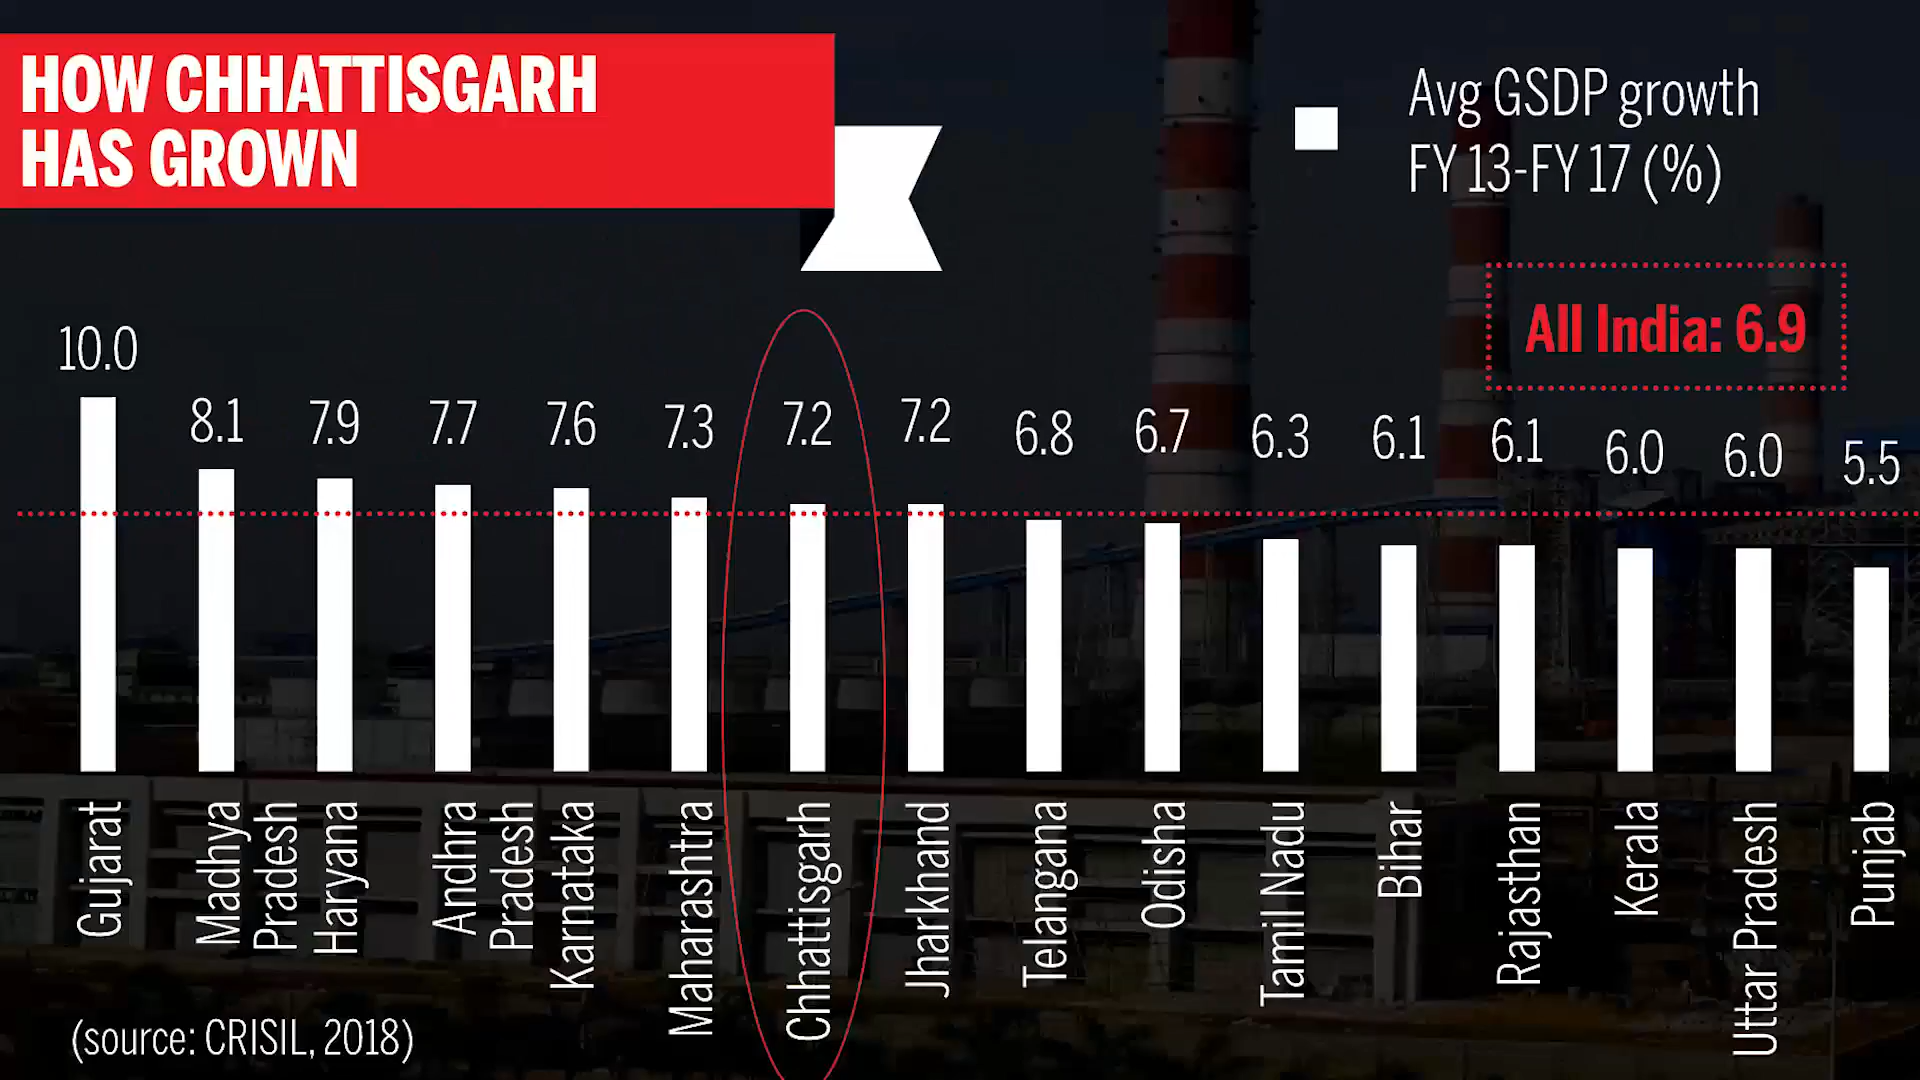 HOW CHHATTISGARH
HAS GROWN
Avg GSDP growth
FY 13-FY 17 (%)
All India: 6.9
10.0
8.1
7.9
7.7
7.6
7.3
7.2
7.2
6.8
6.7
6.3
6.1
6.1
6.0
6.0
5.5
Gujarat
Madhya
Pradesh
Haryana
Andhra
Pradesh
Karnataka
Maharashtra
Chhattisgarh
Jharkhand
Telangana
Odisha
Tamil Nadu
Bihar
Rajasthan
Kerala
Uttar Pradesh
Punjab
(source: CRISIL, 2018)